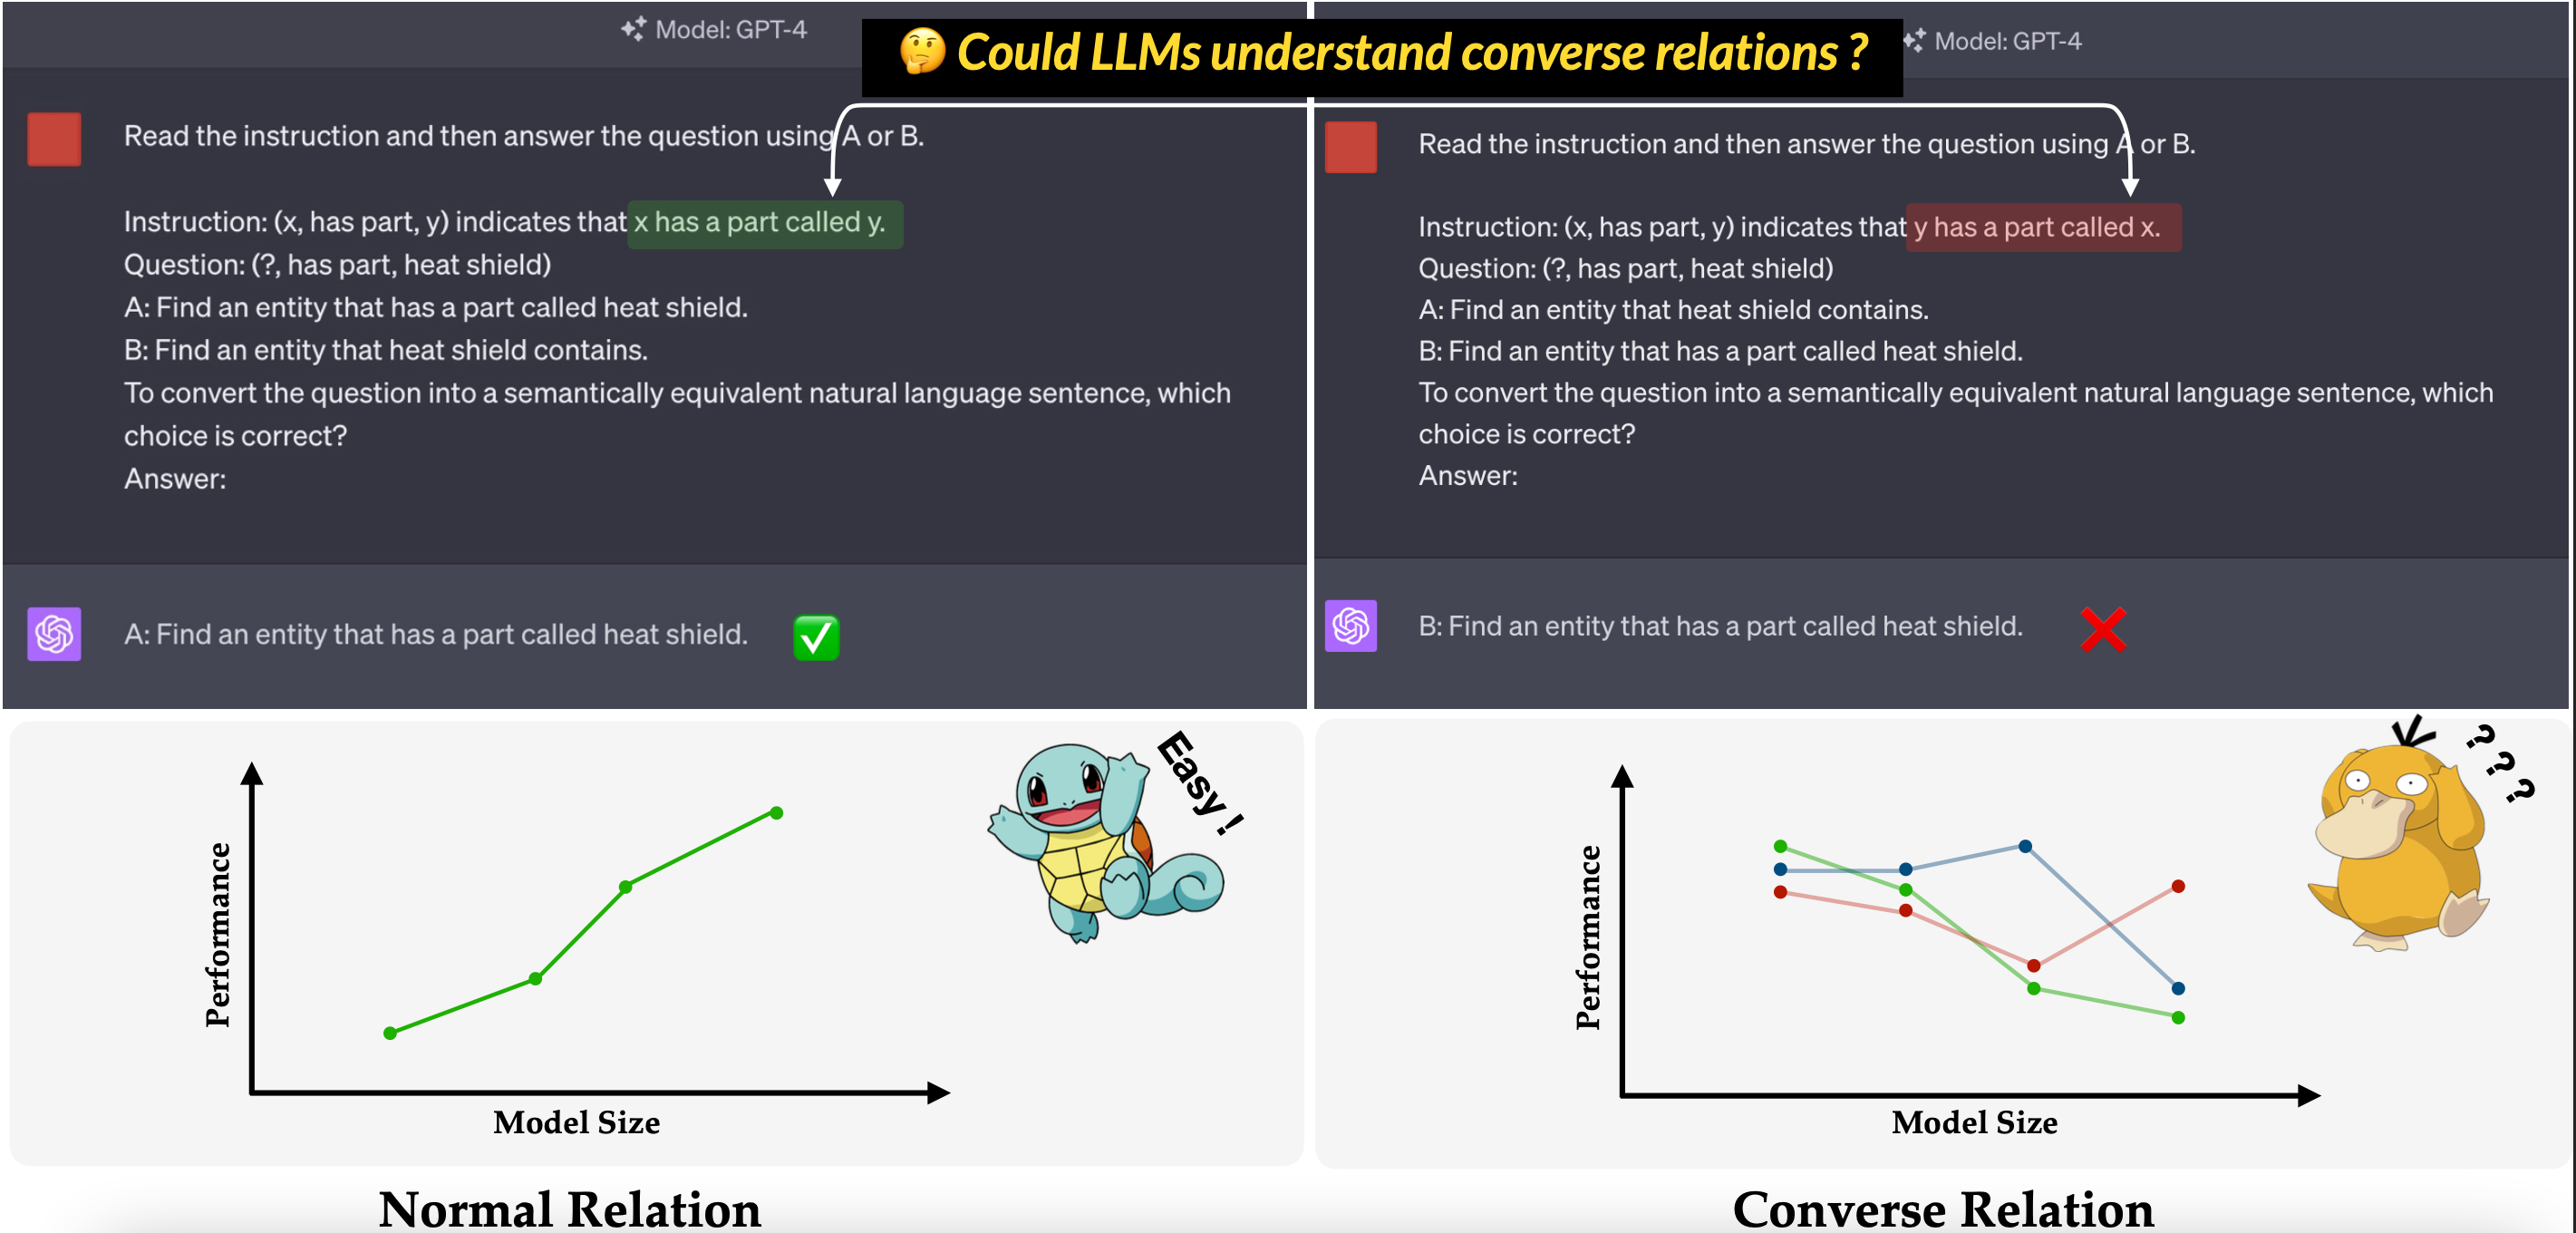 Model: GPT-4
🤔 Could LLMs understand converse relations ?
Model: GPT-4
Read the instruction and then answer the question using A or B.
Instruction: (x, has part, y) indicates that x has a part called y.
Question: (?, has part, heat shield)
A: Find an entity that has a part called heat shield.
B: Find an entity that heat shield contains.
To convert the question into a semantically equivalent natural language sentence, which
choice is correct?
Answer:
A: Find an entity that has a part called heat shield.
Read the instruction and then answer the question using A or B.
Instruction: (x, has part, y) indicates that y has a part called x.
Question: (?, has part, heat shield)
A: Find an entity that heat shield contains.
B: Find an entity that has a part called heat shield.
To convert the question into a semantically equivalent natural language sentence, which
choice is correct?
Answer:
B: Find an entity that has a part called heat shield.
Easy !
Performance
Model Size
Normal Relation
? ? ?
Performance
Model Size
Converse Relation